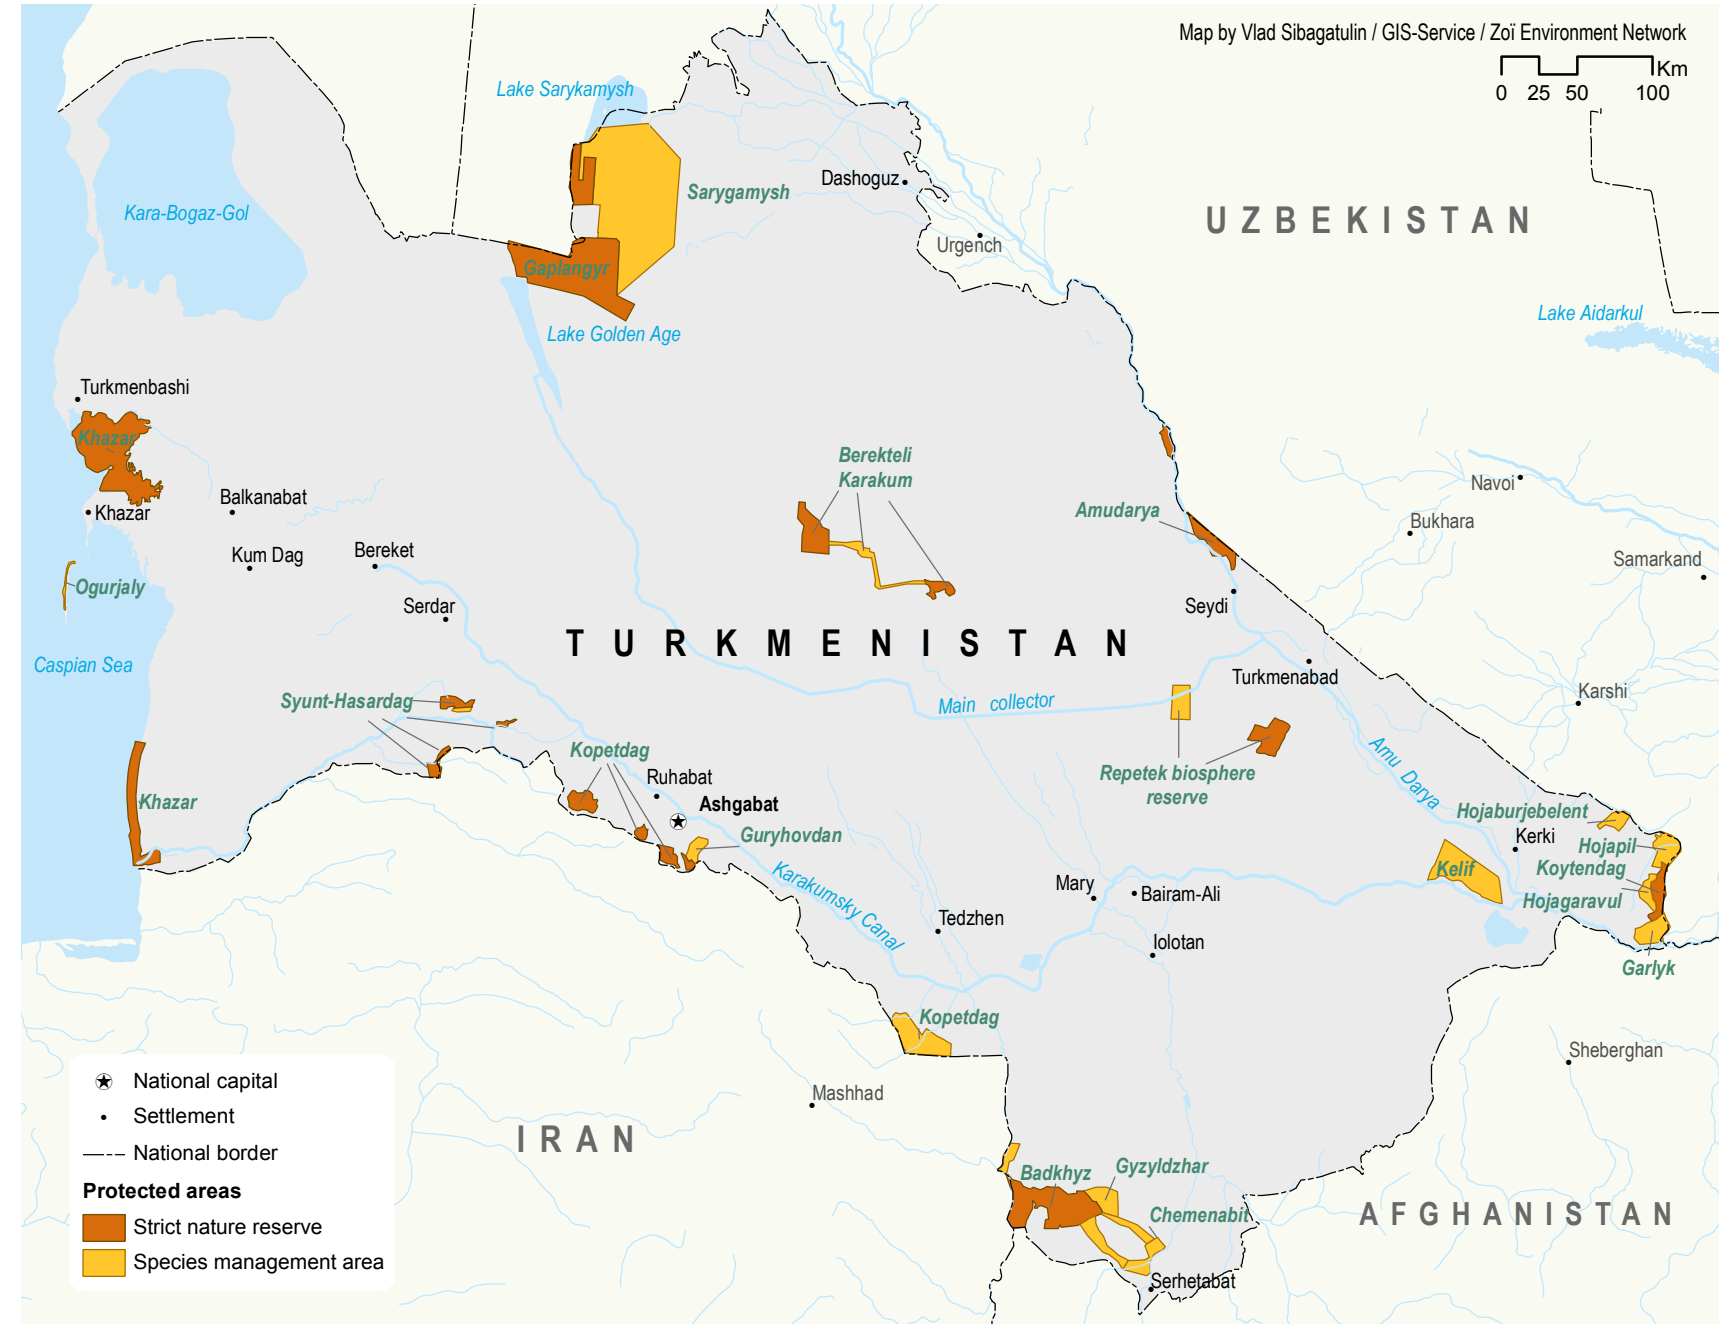 Map by Vlad Sibagatulin / GIS-Service / Zoï Environment Network
Km
0 25 50 100
Lake Sarykamysh
Dashoguz
Sarygamysh
Kara-Bogaz-Gol
UZBEKISTAN
Urgench
Gaplangyr
Lake Golden Age
Lake Aidarkul
Turkmenbashi
Khazar
Berekteli
Karakum
Navoi
Balkanabat
Khazar
Amudarya
Bukhara
Kum Dag
Bereket
Samarkand
Ogurjaly
Serdar
Seydi
TURKMENISTAN
Caspian Sea
Turkmenabad
Karshi
Syunt-Hasardag
Main collector
Kopetdag
Amu Darya
Ruhabat
Repetek biosphere
reserve
Khazar
Ashgabat
Hojaburjebelent
Guryhovdan
Kerki
Hojapil
Kelif
Koytendag
Karakumsky Canal
Mary
Bairam-Ali
Hojagaravul
Tedzhen
Iolotan
Garlyk
Kopetdag
Sheberghan
National capital
Mashhad
Settlement
IRAN
National border
Badkhyz
Gyzyldzhar
Protected areas
Chemenabit
AFGHANISTAN
Strict nature reserve
Species management area
Serhetabat